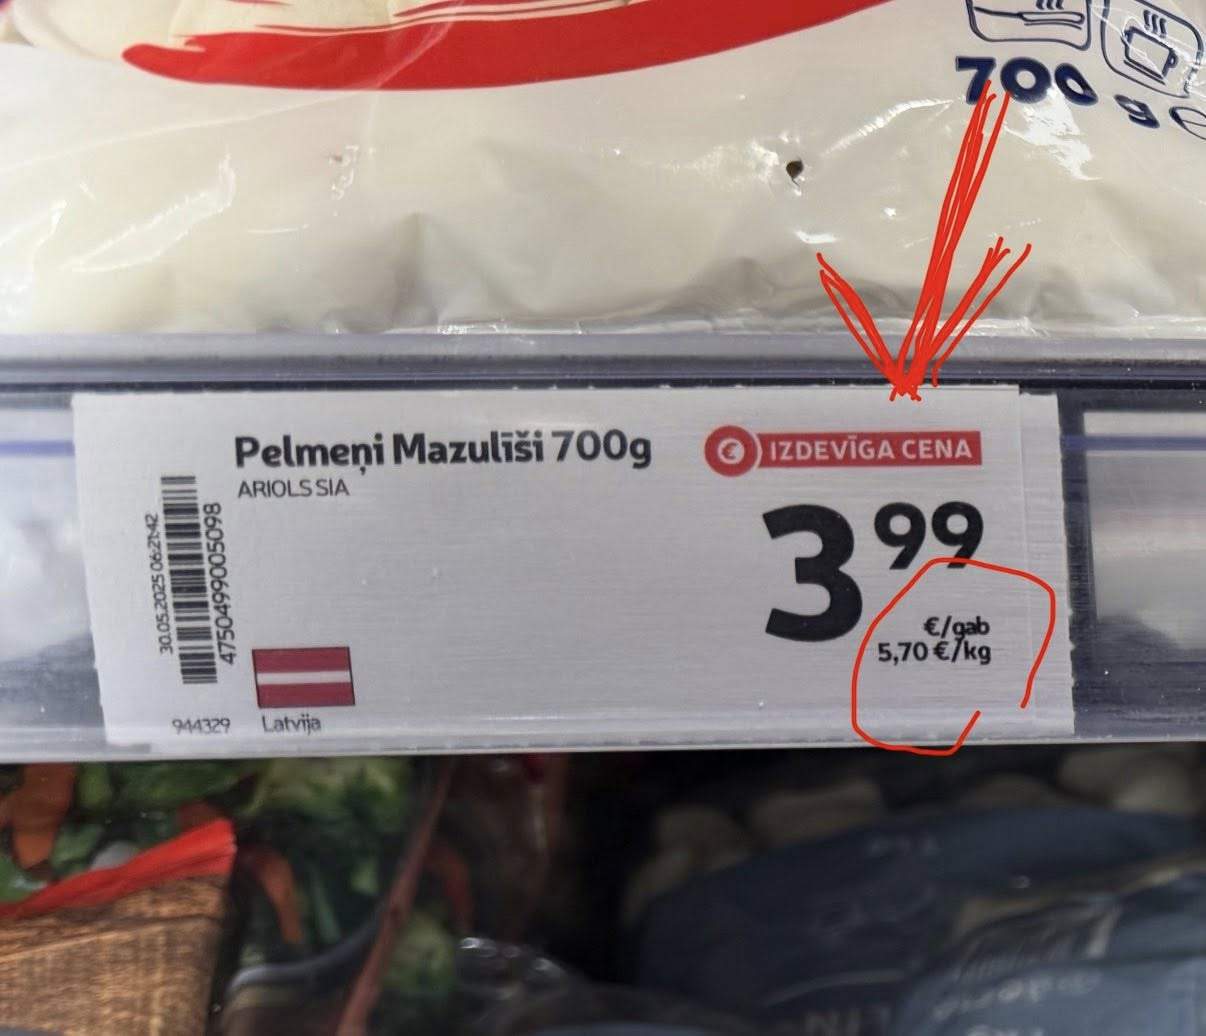 700 g
Pelmeņi Mazulīši 700g
ARIOLS SIA
€ IZDEVĪGA CENA
3 99
€/gab
5,70 €/kg
30.05.2025 06:21:42
4750499005098
944329
Latvija